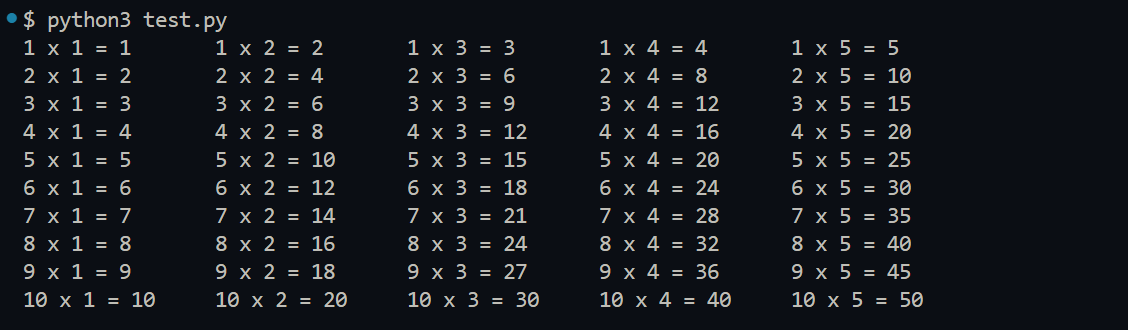 $ python3 test.py
1 x 1 = 1	1 x 2 = 2	1 x 3 = 3	1 x 4 = 4	1 x 5 = 5
2 x 1 = 2	2 x 2 = 4	2 x 3 = 6	2 x 4 = 8	2 x 5 = 10
3 x 1 = 3	3 x 2 = 6	3 x 3 = 9	3 x 4 = 12	3 x 5 = 15
4 x 1 = 4	4 x 2 = 8	4 x 3 = 12	4 x 4 = 16	4 x 5 = 20
5 x 1 = 5	5 x 2 = 10	5 x 3 = 15	5 x 4 = 20	5 x 5 = 25
6 x 1 = 6	6 x 2 = 12	6 x 3 = 18	6 x 4 = 24	6 x 5 = 30
7 x 1 = 7	7 x 2 = 14	7 x 3 = 21	7 x 4 = 28	7 x 5 = 35
8 x 1 = 8	8 x 2 = 16	8 x 3 = 24	8 x 4 = 32	8 x 5 = 40
9 x 1 = 9	9 x 2 = 18	9 x 3 = 27	9 x 4 = 36	9 x 5 = 45
10 x 1 = 10	10 x 2 = 20	10 x 3 = 30	10 x 4 = 40	10 x 5 = 50